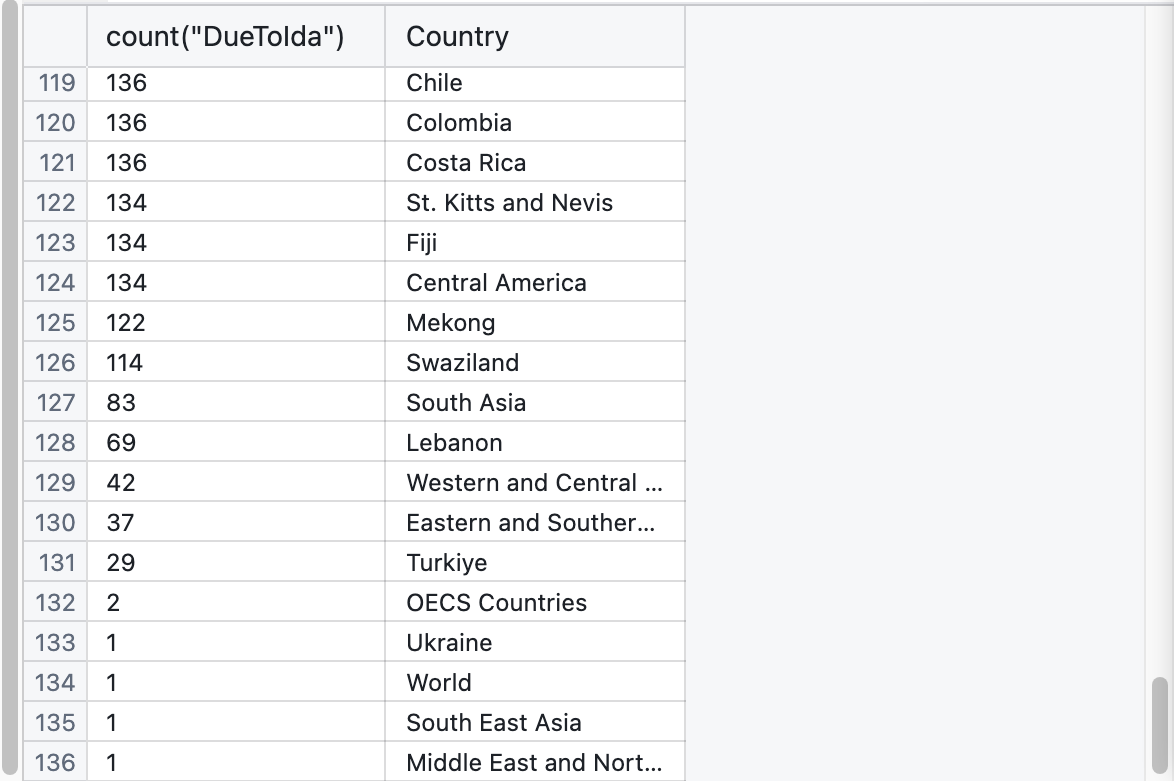 count("DueToIda") Country
119 136 Chile
120 136 Colombia
121 136 Costa Rica
122 134 St. Kitts and Nevis
123 134 Fiji
124 134 Central America
125 122 Mekong
126 114 Swaziland
127 83 South Asia
128 69 Lebanon
129 42 Western and Central ...
130 37 Eastern and Souther...
131 29 Turkiye
132 2 OECS Countries
133 1 Ukraine
134 1 World
135 1 South East Asia
136 1 Middle East and Nort...